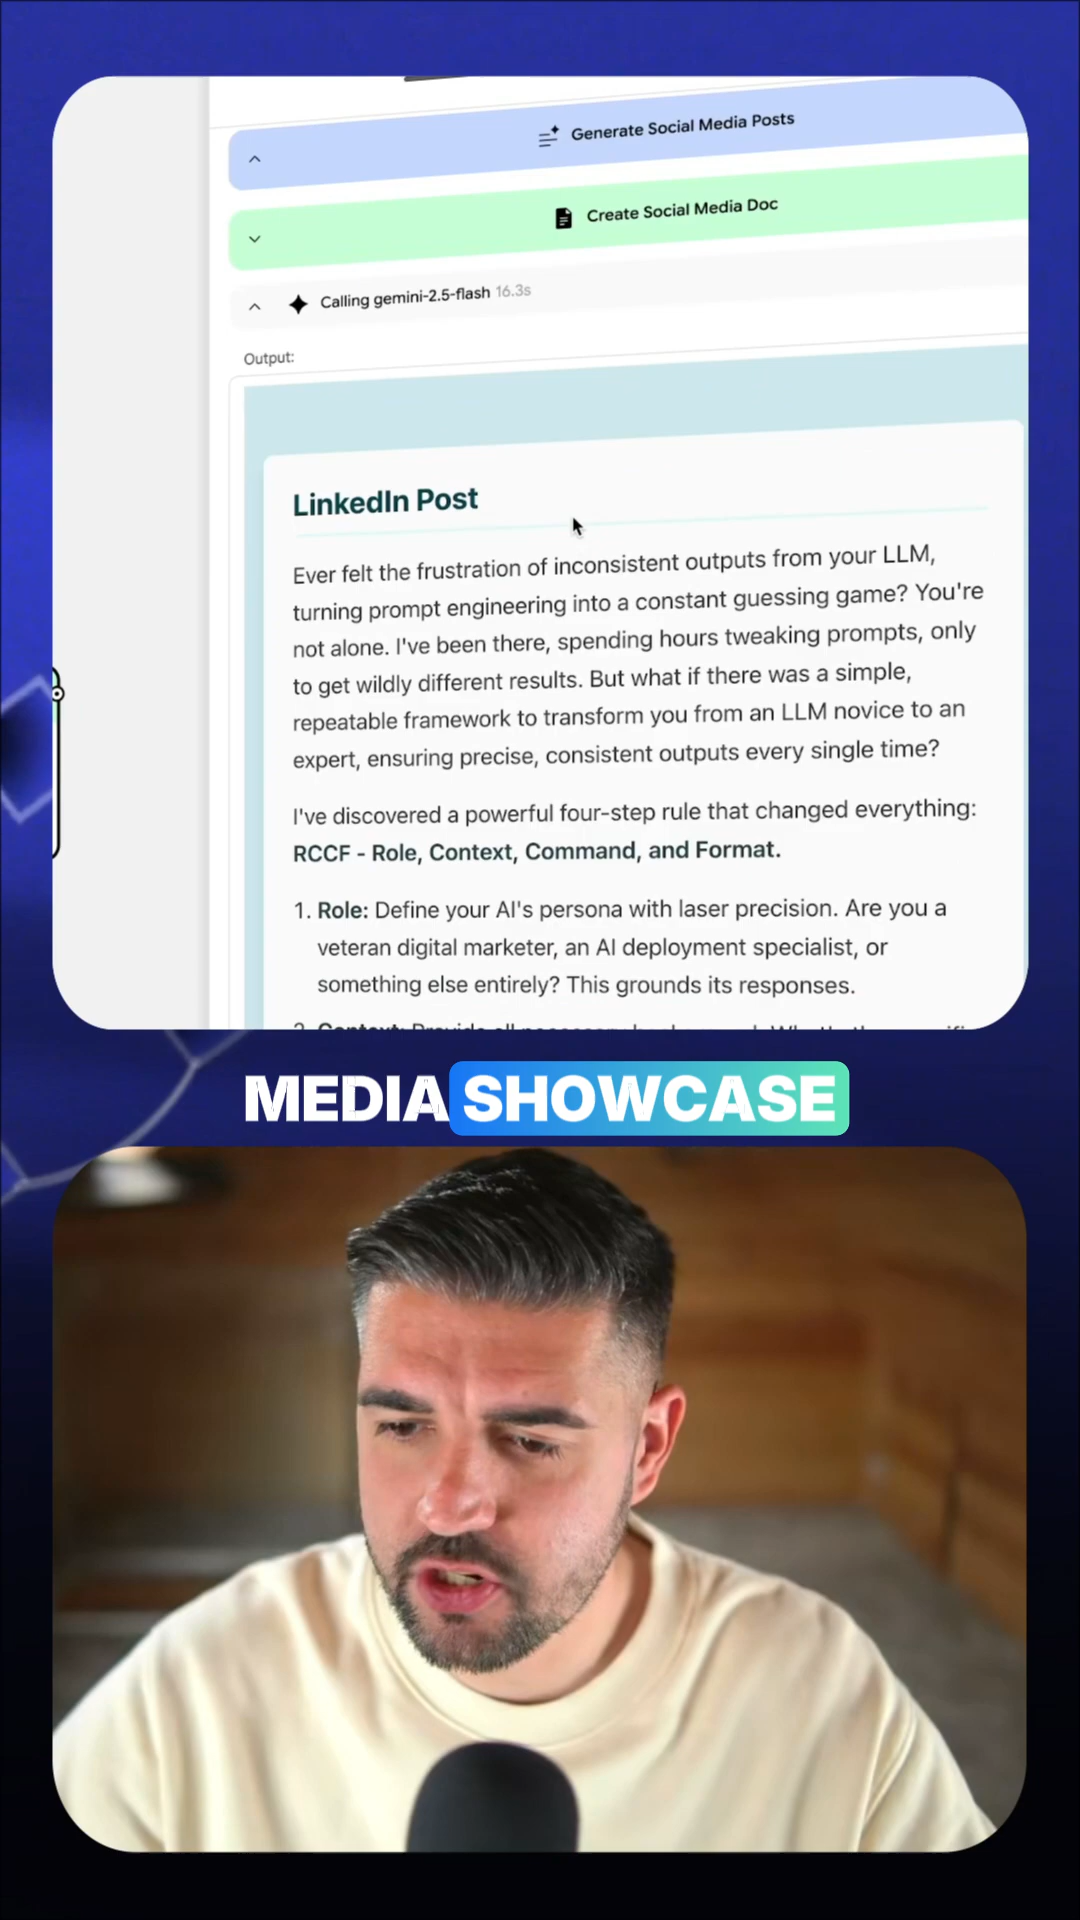 Generate Social Media Posts
Create Social Media Doc
Calling gemini-2.5-flash 16.3s
Output:
LinkedIn Post
Ever felt the frustration of inconsistent outputs from your LLM,
turning prompt engineering into a constant guessing game? You're
not alone. I've been there, spending hours tweaking prompts, only
to get wildly different results. But what if there was a simple,
repeatable framework to transform you from an LLM novice to an
expert, ensuring precise, consistent outputs every single time?
I've discovered a powerful four-step rule that changed everything:
RCCF - Role, Context, Command, and Format.
1. Role: Define your AI's persona with laser precision. Are you a
veteran digital marketer, an AI deployment specialist, or
something else entirely? This grounds its responses.
MEDIA SHOWCASE